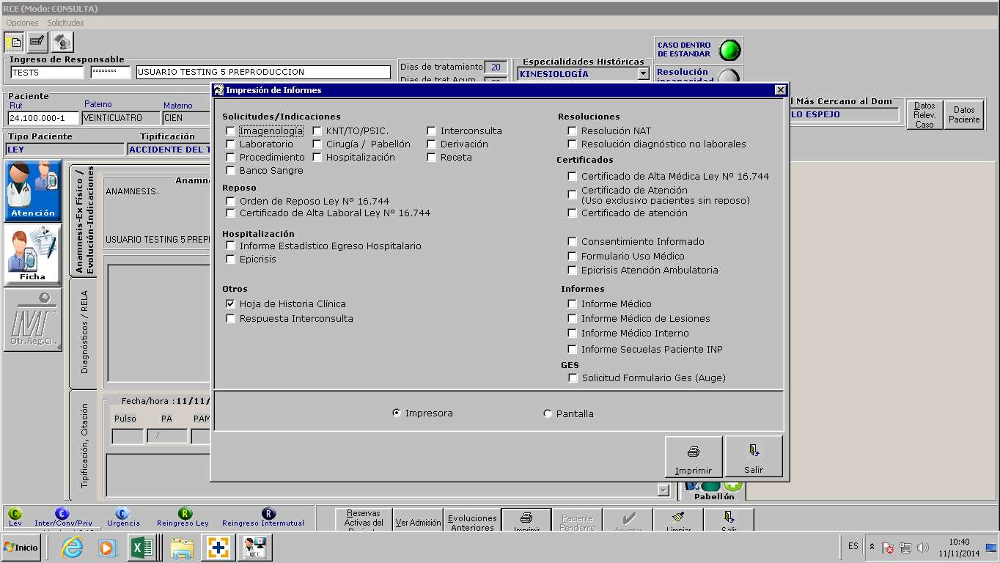 RCE (Modo: CONSULTA)
Opciones Solicitudes
Ingreso de Responsable
TEST5 ******** USUARIO TESTING 5 PREPRODUCCION
Dias de tratamiento 20
Dias de trat Acum.
Especialidades Históricas
KINESIOLOGÍA
CASO DENTRO
DE ESTANDAR
Resolución
incapacidad
Paciente
Rut Paterno Materno
24.100.000-1 VEINTICUATRO CIEN
l Más Cercano al Dom
LO ESPEJO
Datos
Relev.
Caso
Datos
Paciente
Tipo Paciente Tipificación
LEY ACCIDENTE DEL T
Atención
Ficha
Otr.Reg.Cli.
Anamnesis-Ex Físico /
Evolución-Indicaciones
Diagnósticos / RELA
Tipificación, Citación
Anamne
ANAMNESIS.
USUARIO TESTING 5 PREP
Fecha/hora : 11/11/
Pulso PA PAM
/
Impresión de Informes
Solicitudes/Indicaciones
Imagenología KNT/TO/PSIC. Interconsulta
Laboratorio Cirugía / Pabellón Derivación
Procedimiento Hospitalización Receta
Banco Sangre
Reposo
Orden de Reposo Ley Nº 16.744
Certificado de Alta Laboral Ley Nº 16.744
Hospitalización
Informe Estadístico Egreso Hospitalario
Epicrisis
Otros
Hoja de Historia Clínica
Respuesta Interconsulta
Resoluciones
Resolución NAT
Resolución diagnóstico no laborales
Certificados
Certificado de Alta Médica Ley Nº 16.744
Certificado de Atención
(Uso exclusivo pacientes sin reposo)
Certificado de atención
Consentimiento Informado
Formulario Uso Médico
Epicrisis Atención Ambulatoria
Informes
Informe Médico
Informe Médico de Lesiones
Informe Médico Interno
Informe Secuelas Paciente INP
GES
Solicitud Formulario Ges (Auge)
Impresora Pantalla
Imprimir Salir
Pabellón
C C C R R
Ley Inter/Conv/Priv Urgencia Reingreso Ley Reingreso Intermutual
Reservas
Activas del
Ver Admisión
Evoluciones
Anteriores
Imprimir
Paciente
Pendiente
Aceptar
Limpiar
Salir
Inicio
RCE
ES
10:40
11/11/2014